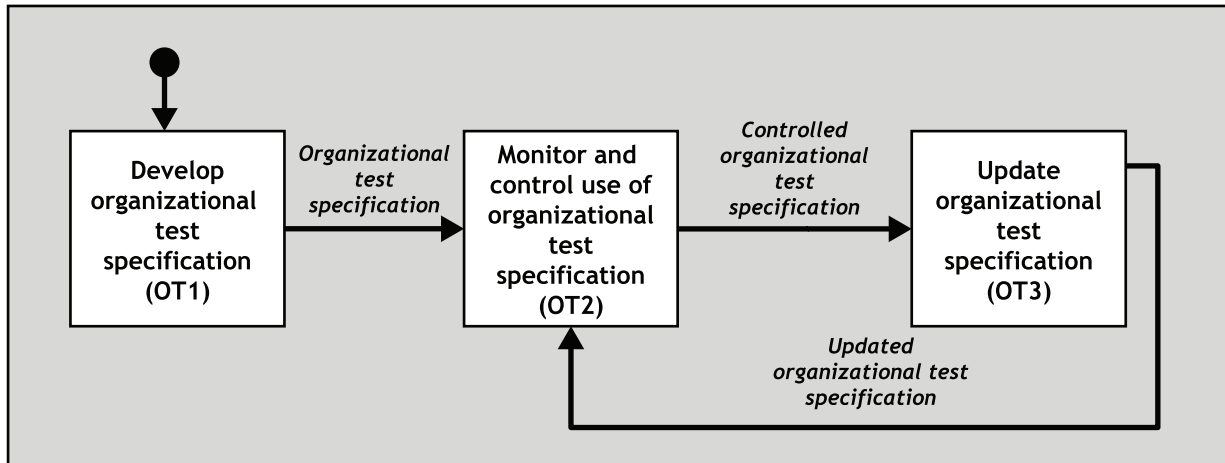 Develop
organizational
test
specification
(OT1)
Organizational
test
specification
Monitor and
control use of
organizational
test
specification
(OT2)
Controlled
organizational
test
specification
Update
organizational
test
specification
(OT3)
Updated
organizational test
specification